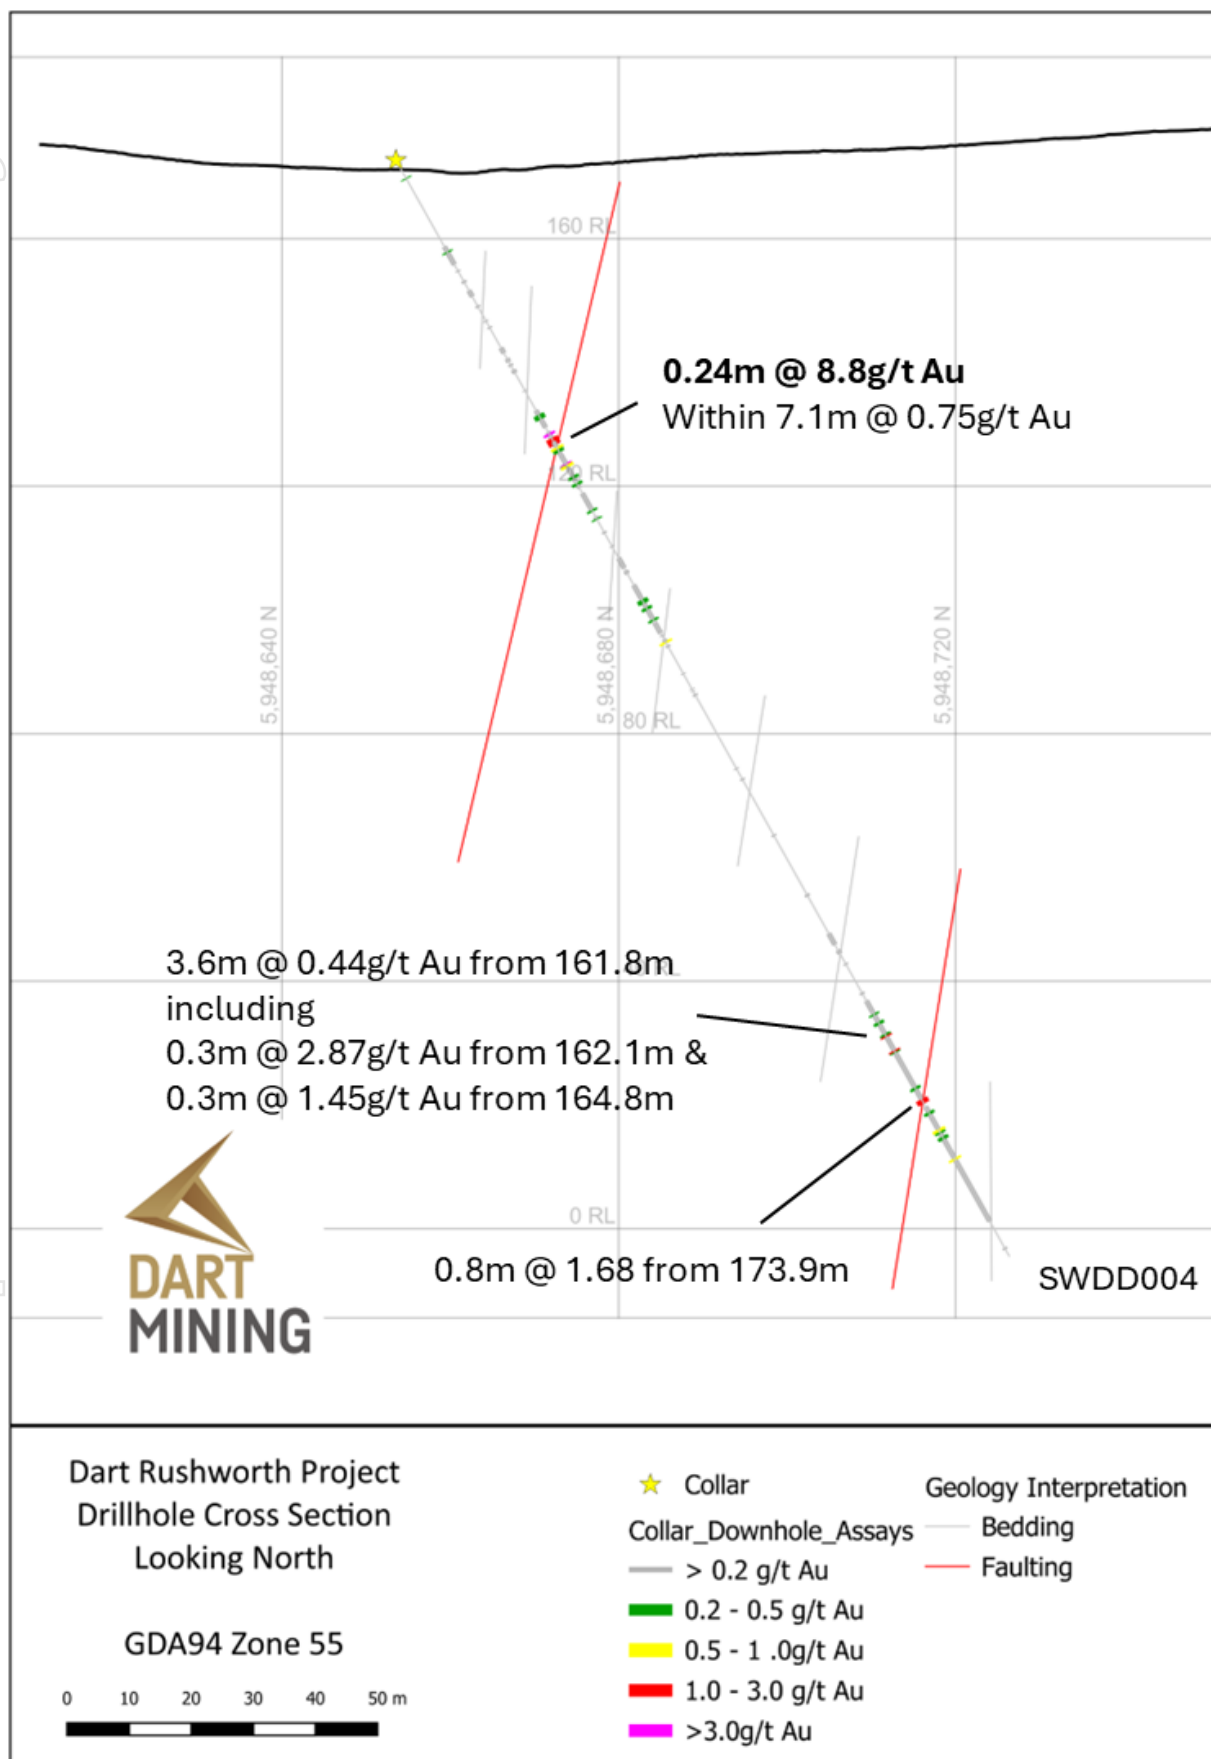 160 RL
0.24m @ 8.8g/t Au
Within 7.1m @ 0.75g/t Au
120 RL
5,948,640 N
5,948,680 N
5,948,720 N
80 RL
3.6m @ 0.44g/t Au from 161.8m
RL
including
0.3m @ 2.87g/t Au from 162.1m &
0.3m @ 1.45g/t Au from 164.8m
0 RL
0.8m @ 1.68 from 173.9m
SWDD004
DART
MINING
Dart Rushworth Project
Drillhole Cross Section
Looking North
GDA94 Zone 55
0 10 20 30 40 50 m
Collar
Collar_Downhole_Assays
> 0.2 g/t Au
0.2 - 0.5 g/t Au
0.5 - 1 .0g/t Au
1.0 - 3.0 g/t Au
>3.0g/t Au
Geology Interpretation
Bedding
Faulting